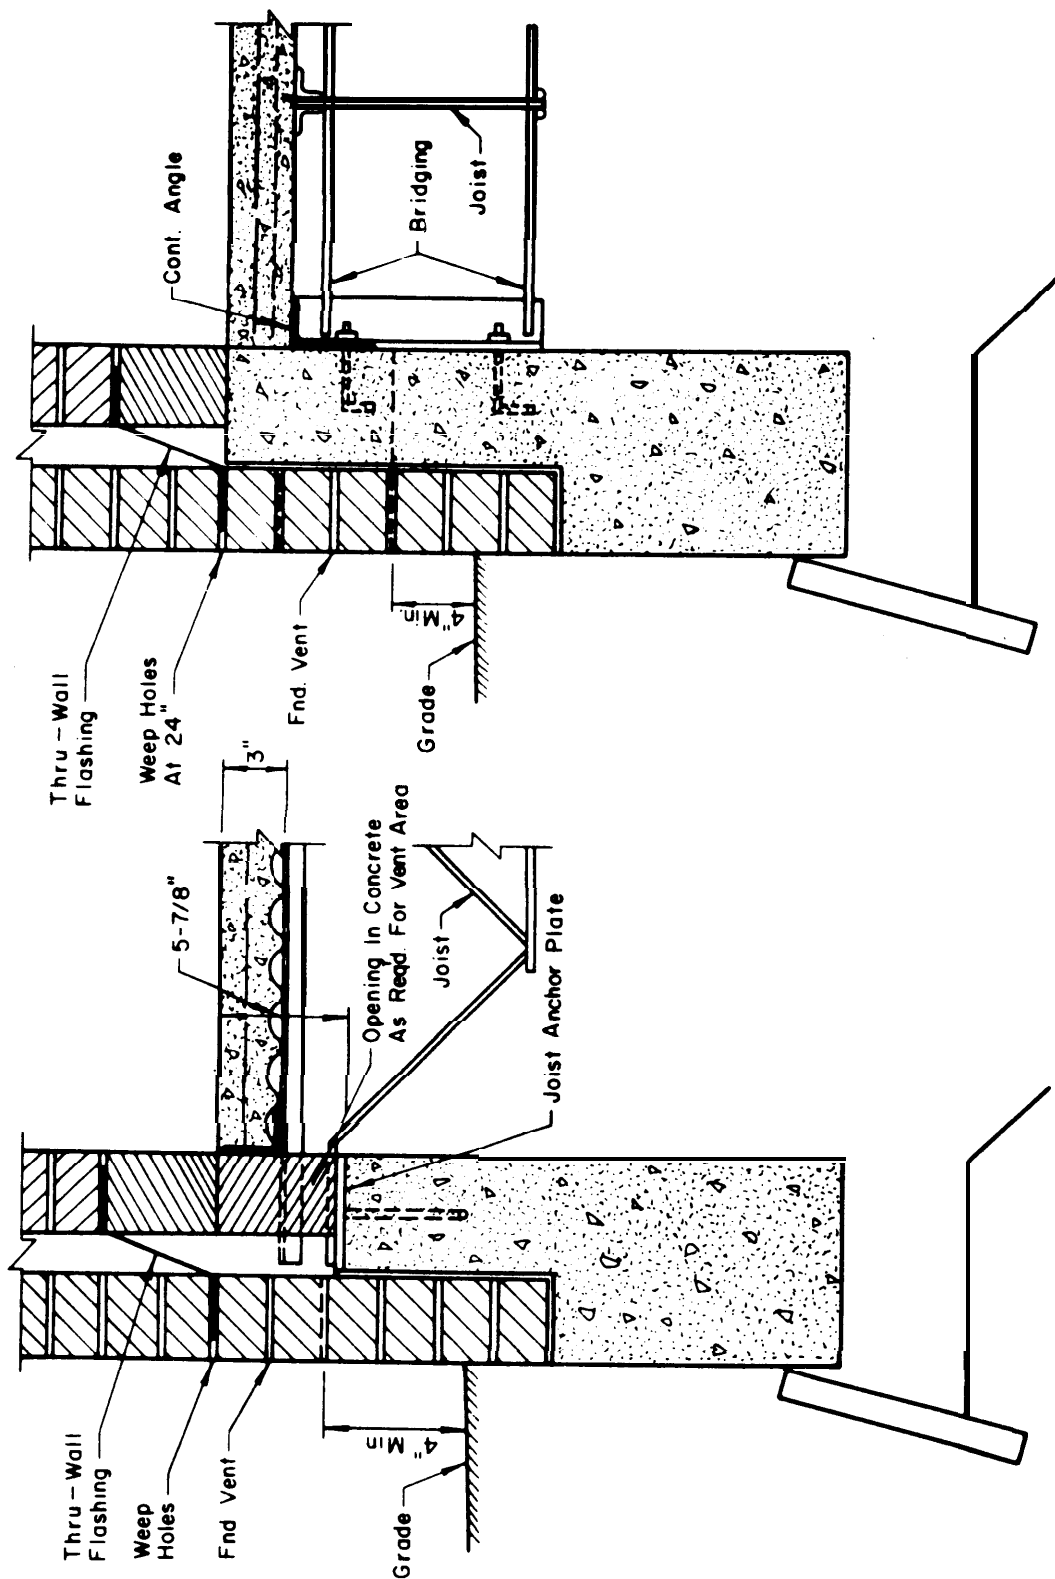 Thru-Wall
Flashing
Weep
Holes
Fnd Vent
Grade
4" Min
5-7/8"
3"
Opening In Concrete
As Reqd. For Vent Area
Joist
Joist Anchor Plate
Thru-Wall
Flashing
Weep Holes
At 24"
Fnd. Vent
Grade
4" Min.
Cont. Angle
Bridging
Joist